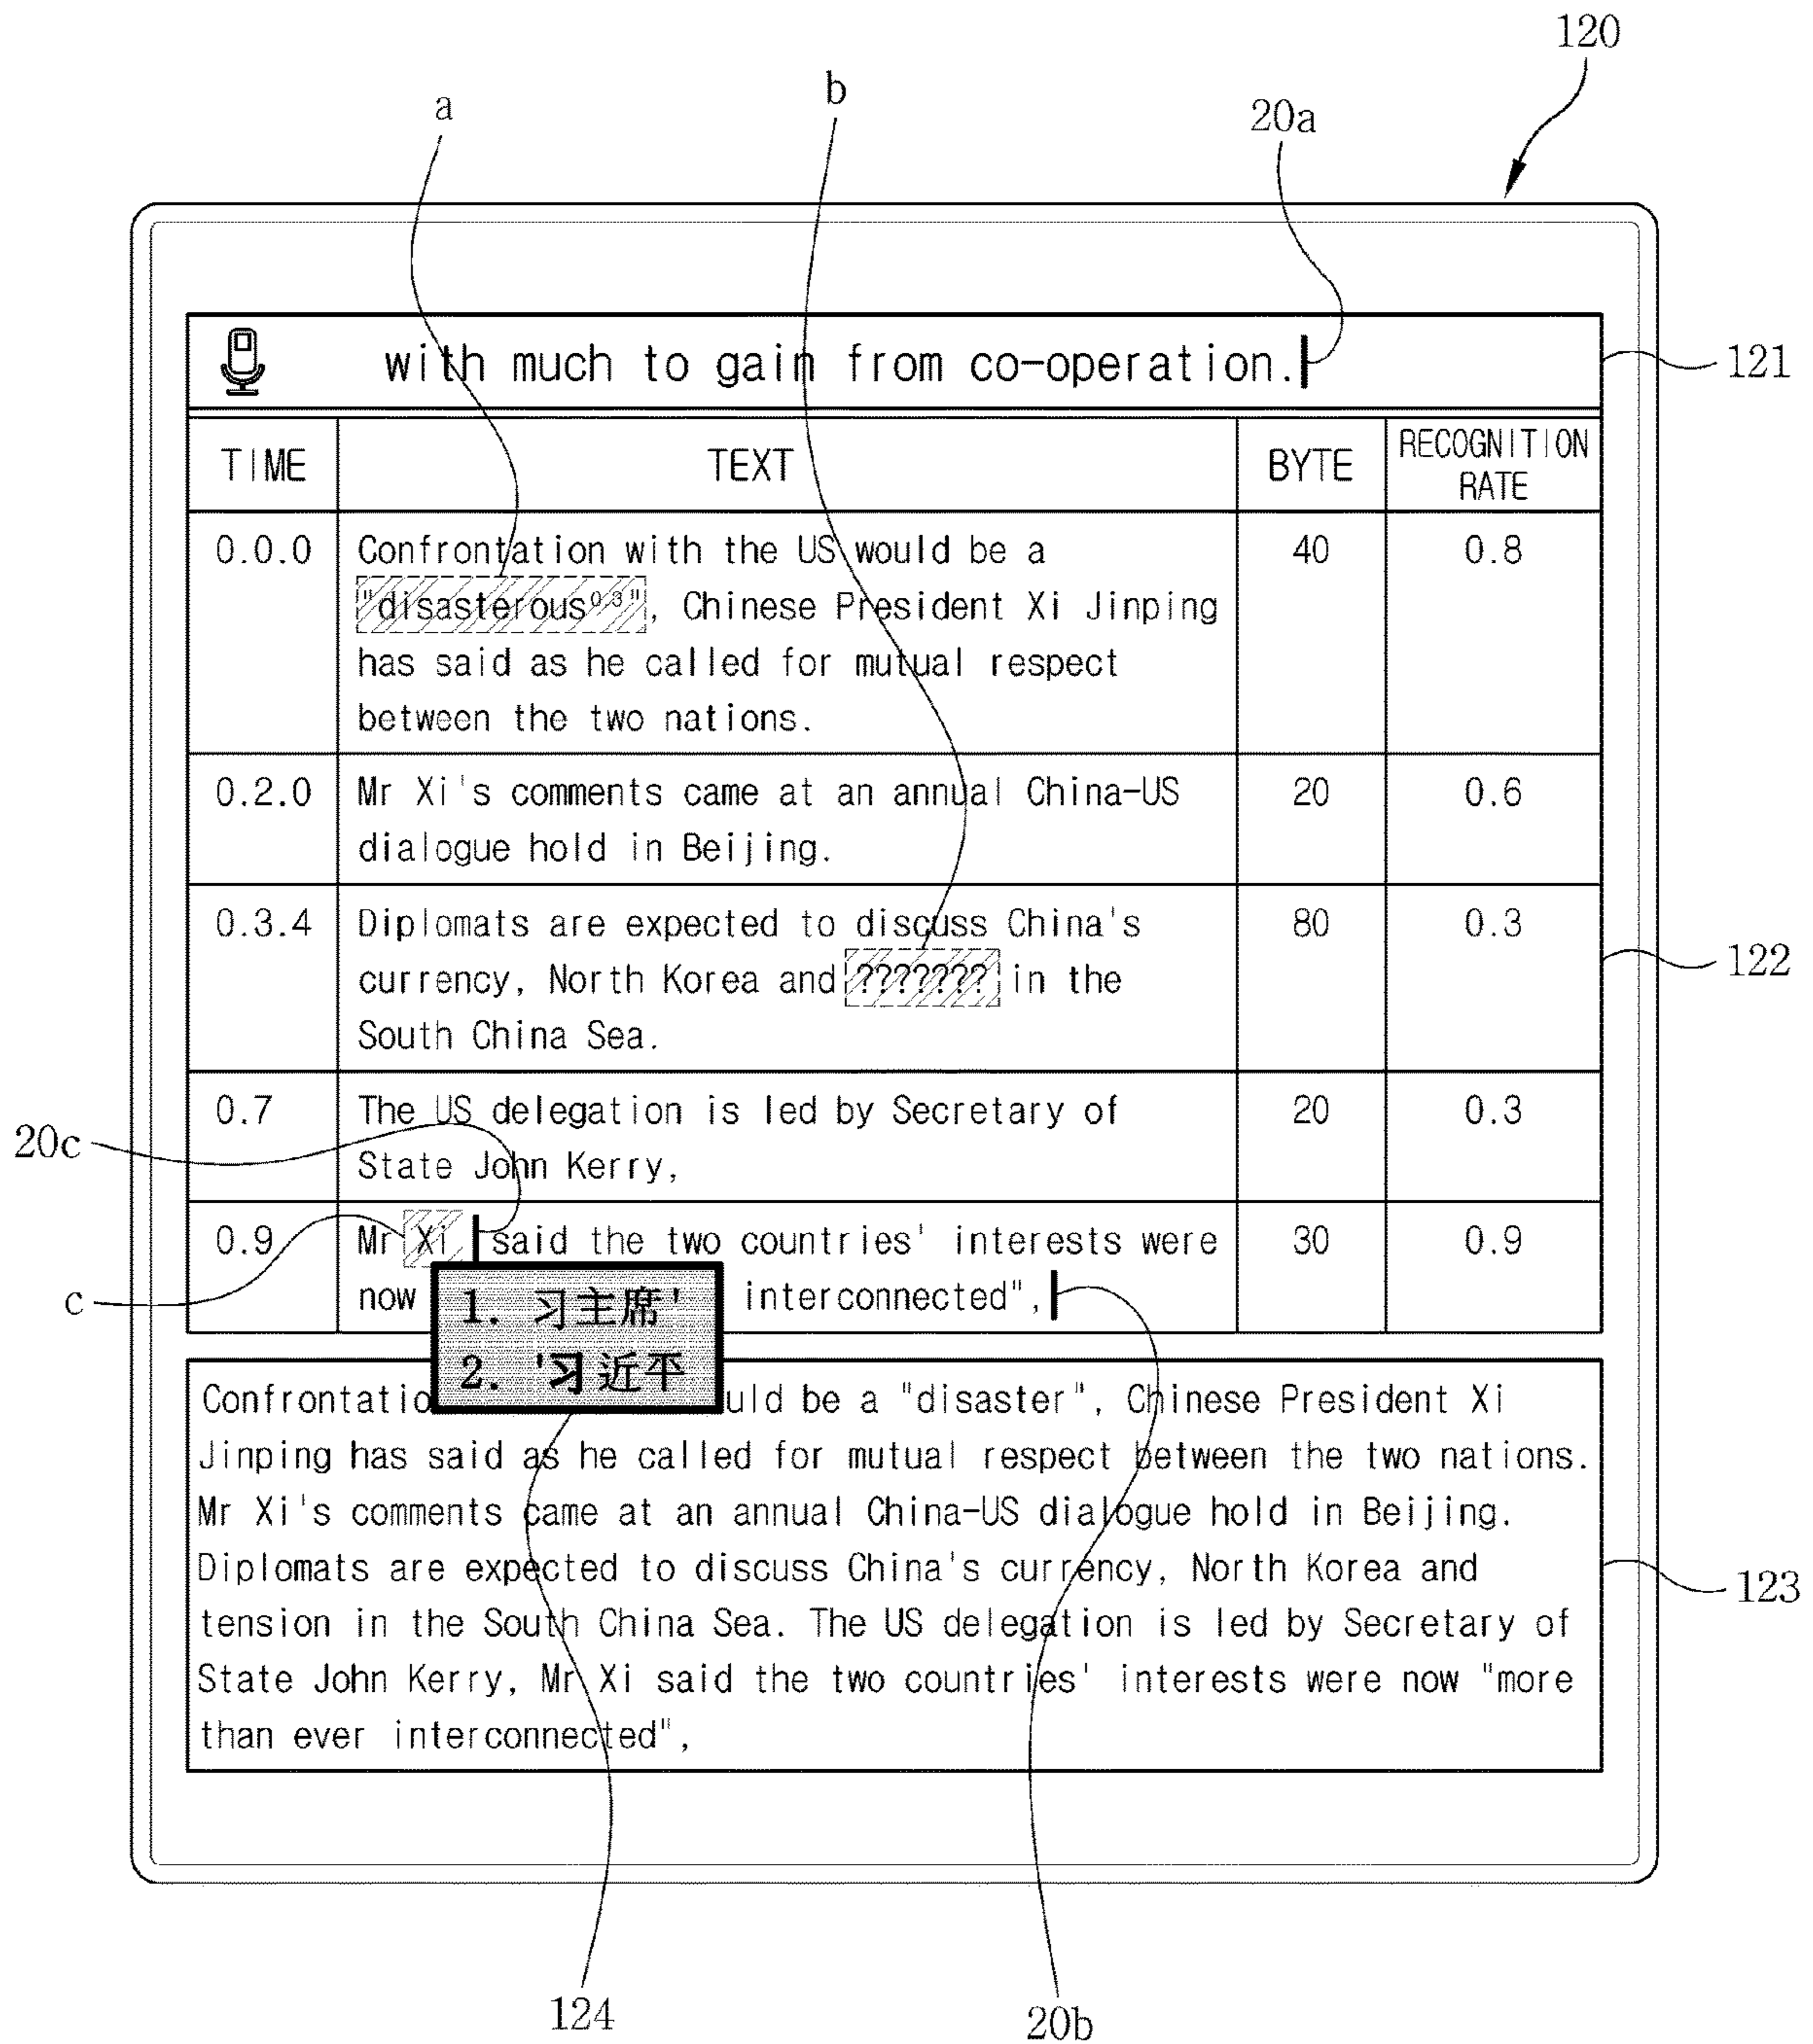 120
b
a
20a
with much to gain from co-operation.
121
TIME TEXT BYTE RECOGNITION RATE
0.0.0 Confrontation with the US would be a 40 0.8
"disasterous0.3", Chinese President Xi Jinping
has said as he called for mutual respect
between the two nations.
0.2.0 Mr Xi's comments came at an annual China-US 20 0.6
dialogue hold in Beijing.
0.3.4 Diplomats are expected to discuss China's 80 0.3
currency, North Korea and ??????? in the
122
South China Sea.
0.7 The US delegation is led by Secretary of 20 0.3
20c
State John Kerry,
0.9 Mr Xi said the two countries' interests were 30 0.9
c
now interconnected",
1. 习主席'
2. '习近平
Confrontatio uld be a "disaster", Chinese President Xi
Jinping has said as he called for mutual respect between the two nations.
Mr Xi's comments came at an annual China-US dialogue hold in Beijing.
Diplomats are expected to discuss China's currency, North Korea and
123
tension in the South China Sea. The US delegation is led by Secretary of
State John Kerry, Mr Xi said the two countries' interests were now "more
than ever interconnected",
124
20b